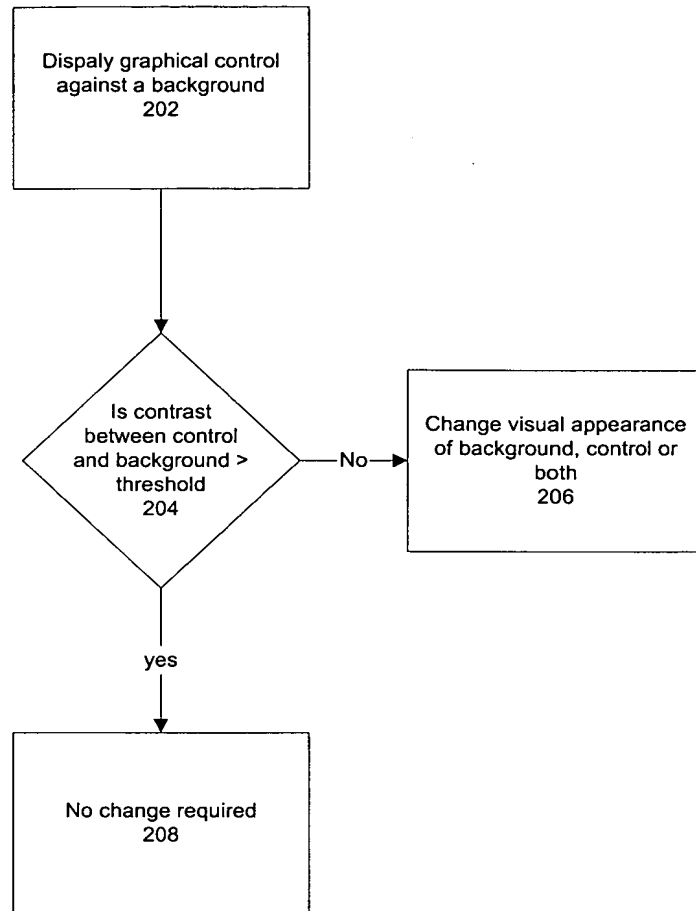 Dispaly graphical control
against a background
202
Is contrast
between control
and background >
threshold
204
No
Change visual appearance
of background, control or
both
206
yes
No change required
208